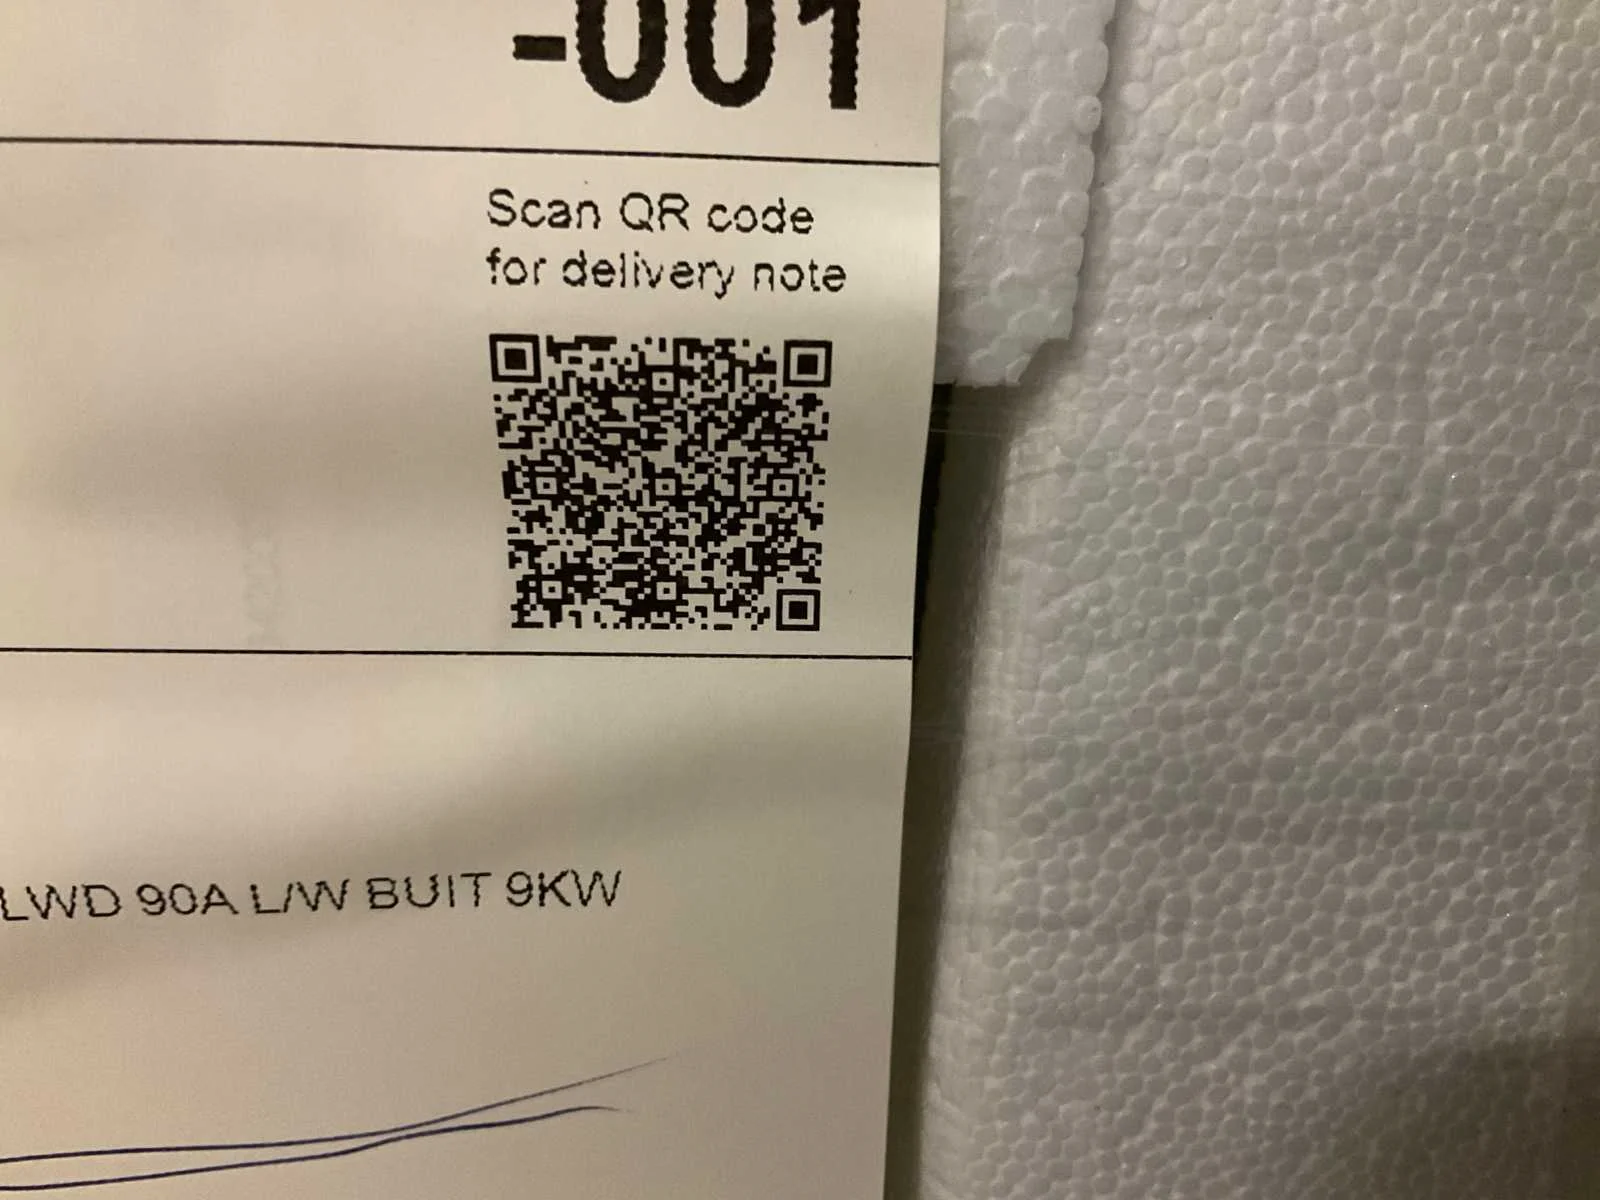 -001
Scan QR code
for delivery note
LWD 90A L/W BUIT 9KW